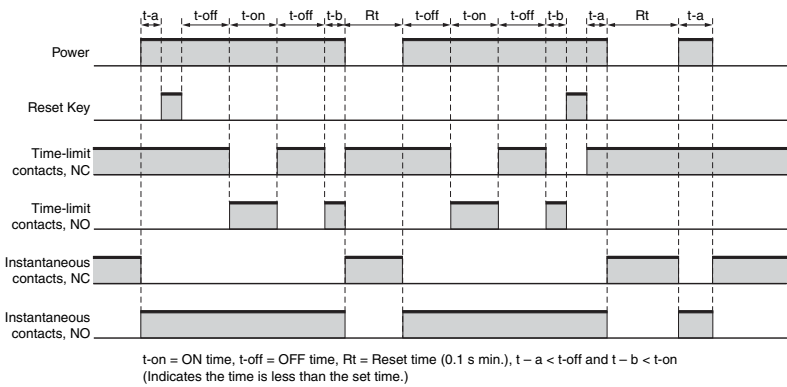 t-a t-off t-on t-off t-b Rt t-off t-on t-off t-b t-a Rt t-a
Power
Reset Key
Time-limit
contacts, NC
Time-limit
contacts, NO
Instantaneous
contacts, NC
Instantaneous
contacts, NO
t-on = ON time, t-off = OFF time, Rt = Reset time (0.1 s min.), t – a < t-off and t – b < t-on
(Indicates the time is less than the set time.)